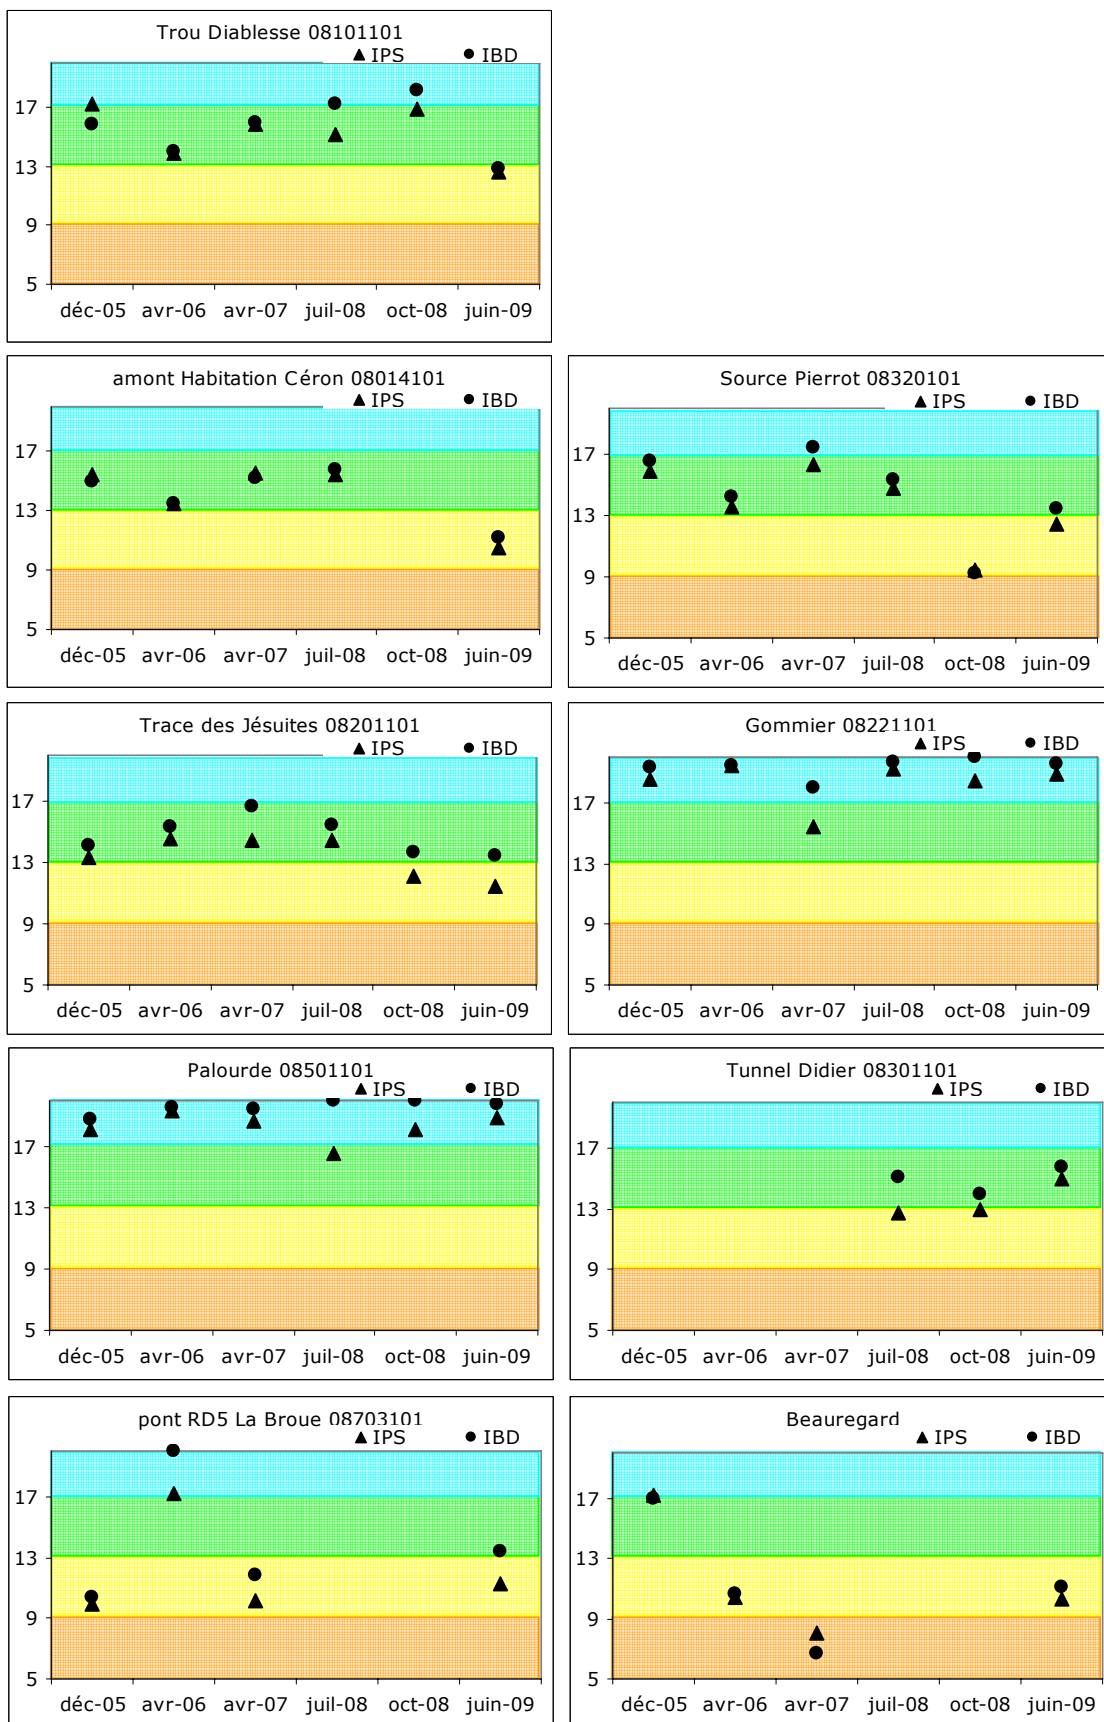 Trou Diablesse 08101101
▲ IPS ● IBD
17
13
9
5
déc-05 avr-06 avr-07 juil-08 oct-08 juin-09
amont Habitation Céron 08014101
▲ IPS ● IBD
17
13
9
5
déc-05 avr-06 avr-07 juil-08 oct-08 juin-09
Source Pierrot 08320101
▲ IPS ● IBD
17
13
9
5
déc-05 avr-06 avr-07 juil-08 oct-08 juin-09
Trace des Jésuites 08201101
▲ IPS ● IBD
17
13
9
5
déc-05 avr-06 avr-07 juil-08 oct-08 juin-09
Gommier 08221101
▲ IPS ● IBD
17
13
9
5
déc-05 avr-06 avr-07 juil-08 oct-08 juin-09
Palourde 08501101
▲ IPS ● IBD
17
13
9
5
déc-05 avr-06 avr-07 juil-08 oct-08 juin-09
Tunnel Didier 08301101
▲ IPS ● IBD
17
13
9
5
déc-05 avr-06 avr-07 juil-08 oct-08 juin-09
pont RD5 La Broue 08703101
▲ IPS ● IBD
17
13
9
5
déc-05 avr-06 avr-07 juil-08 oct-08 juin-09
Beauregard
▲ IPS ● IBD
17
13
9
5
déc-05 avr-06 avr-07 juil-08 oct-08 juin-09